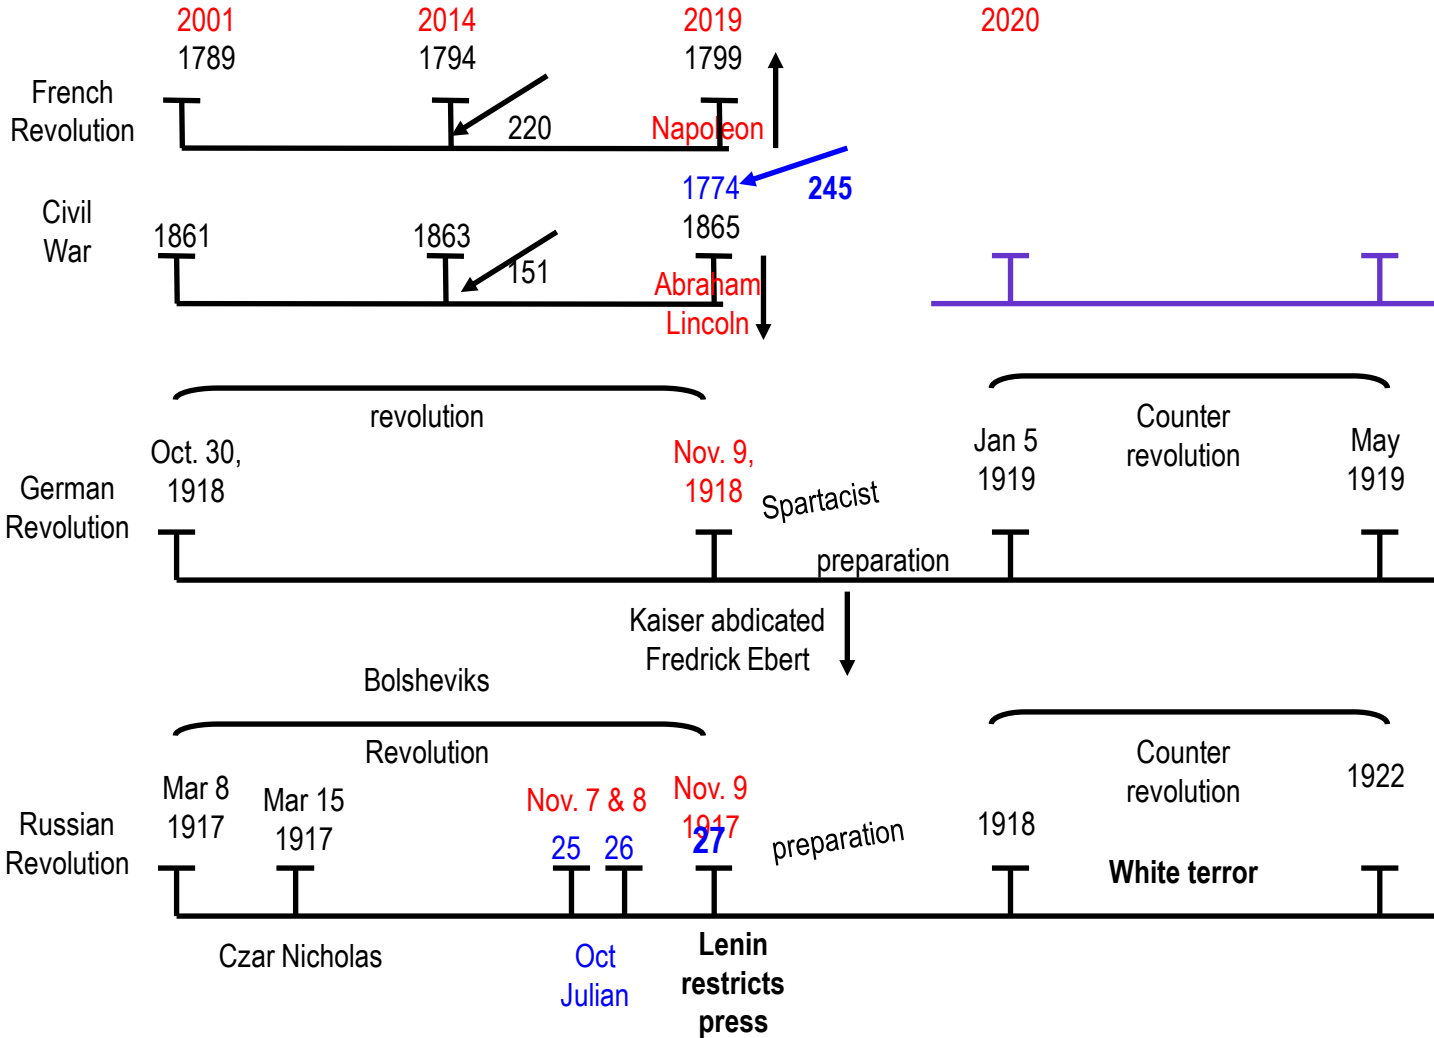 2001 2014 2019 2020
1789 1794 1799
French
Revolution
220
Napoleon
1774
245
Civil
War
1861 1863 1865
151
Abraham
Lincoln
revolution
Counter
revolution
Oct. 30,
1918
Nov. 9,
1918
Jan 5
1919
May
1919
German
Revolution
Spartacist
preparation
Kaiser abdicated
Fredrick Ebert
Bolsheviks
Revolution
Counter
revolution
Mar 8
1917
Mar 15
1917
Nov. 7 & 8
Nov. 9
1917
1918
1922
Russian
Revolution
25 26 27
preparation
White terror
Czar Nicholas
Oct
Julian
Lenin
restricts
press